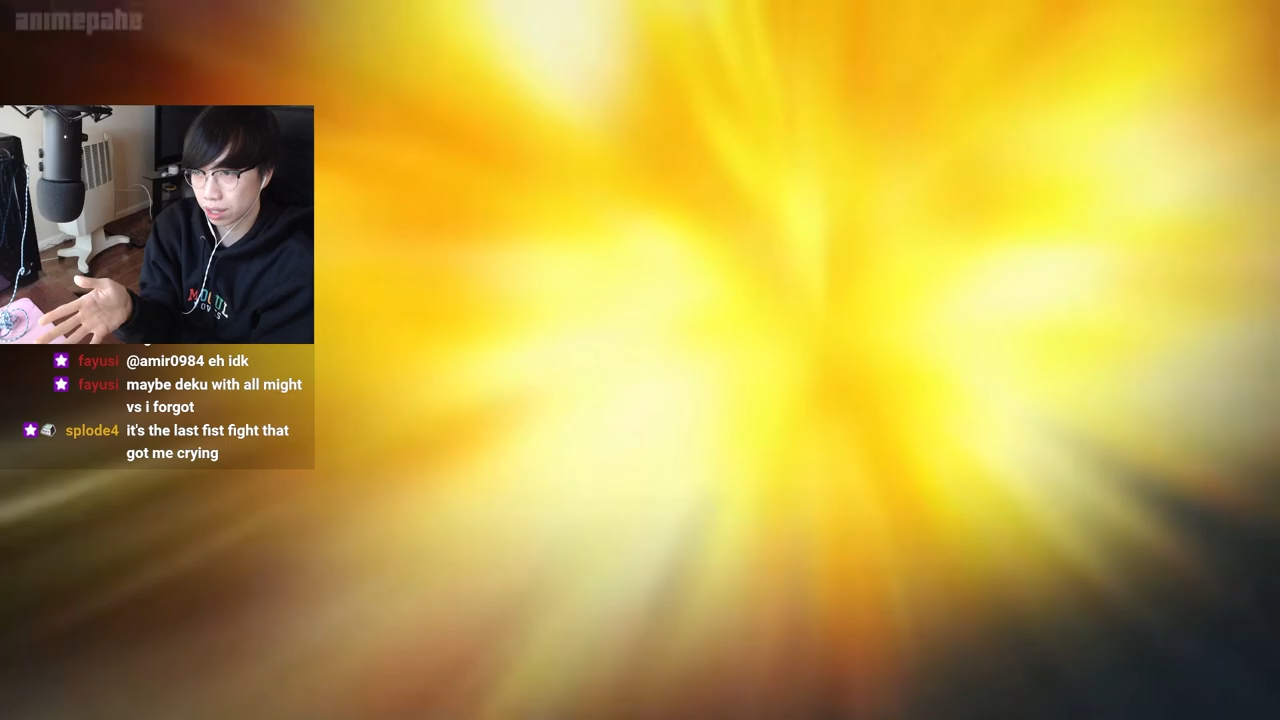 animepahe
fayusi @amir0984 eh idk
fayusi maybe deku with all might
vs i forgot
splode4 it's the last fist fight that
got me crying